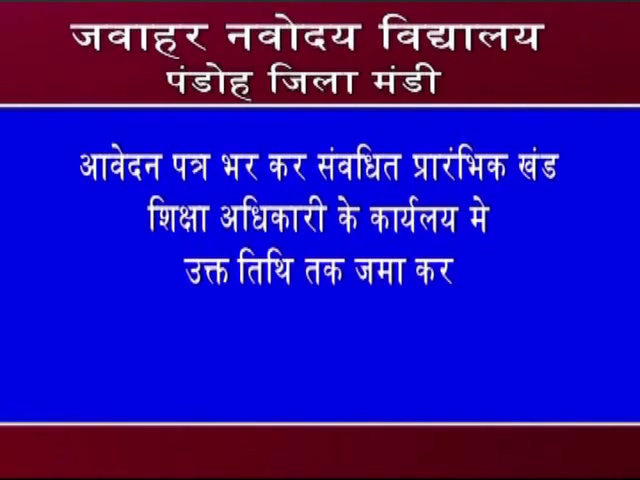 जवाहर नवोदय विद्यालय
पंडोह जिला मंडी
आवेदन पत्र भर कर संवधित प्रारंभिक खंड
शिक्षा अधिकारी के कार्यलय मे
उक्त तिथि तक जमा कर